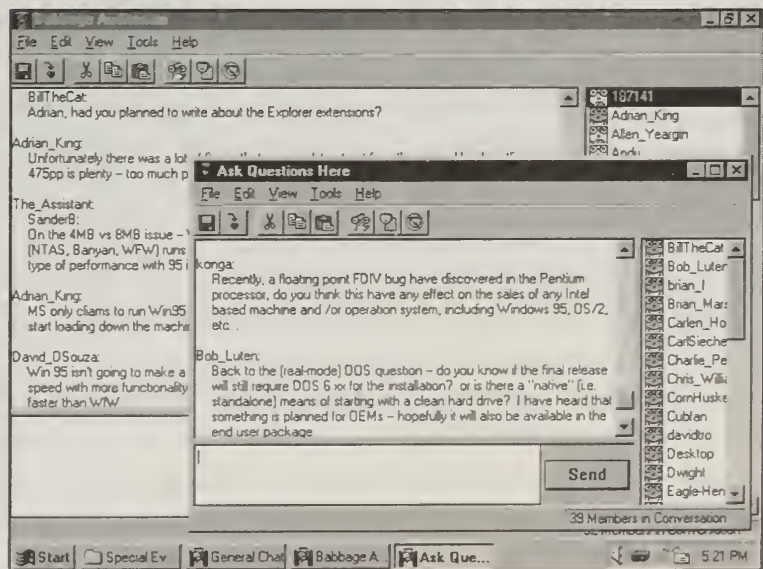 Babbage Auditorium
File Edit View Tools Help
BillTheCat:
Adrian, had you planned to write about the Explorer extensions?
Adrian_King:
Unfortunately there was a lot
475pp is plenty – too much p
The_Assistant:
SanderB:
On the 4MB vs 8MB issue –
(NTAS, Banyan, WFW) runs
type of performance with 95 i
Adrian_King:
MS only cliams to run Win95
start loading down the machi
David_DSouza:
Win 95 isn't going to make a
speed with more functionality
faster than WfW
187141
Adrian_King
Allen_Yeargin
Andy
Ask Questions Here
File Edit View Tools Help
konga:
Recently, a floating point FDIV bug have discovered in the Pentium
processor, do you think this have any effect on the sales of any Intel
based machine and /or operation system, including Windows 95, OS/2,
etc. .
Bob_Luten:
Back to the (real-mode) DOS question – do you know if the final release
will still require DOS 6 xx for the installation? or is there a "native" (i.e.
standalone) means of starting with a clean hard drive? I have heard that
something is planned for OEMs – hopefully it will also be available in the
end user package
BillTheCat
Bob_Luten
brian_l
Brian_Mars
Carlen_Ho
CarlSieche
Charlie_Pe
Chris_Willia
CornHuske
Cubfan
davidtro
Desktop
Dwight
Eagle-Hen
Send
39 Members in Conversation
Members in Conversation
Start Special Ev General Chat Babbage A Ask Que... 5:21 PM